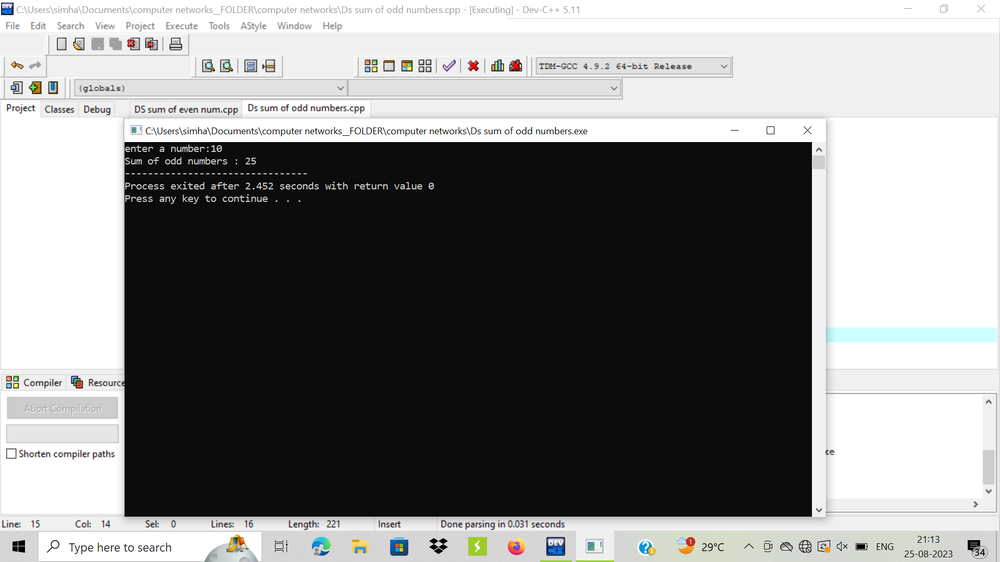 C:\Users\simha\Documents\computer networks_FOLDER\computer networks\Ds sum of odd numbers.cpp - [Executing] - Dev-C++ 5.11
File Edit Search View Project Execute Tools AStyle Window Help
TDM-GCC 4.9.2 64-bit Release
(globals)
Project Classes Debug DS sum of even num.cpp Ds sum of odd numbers.cpp
C:\Users\simha\Documents\computer networks_FOLDER\computer networks\Ds sum of odd numbers.exe
enter a number:10
Sum of odd numbers : 25
--------------------------------
Process exited after 2.452 seconds with return value 0
Press any key to continue . . .
Compiler Resource
Abort Compilation
Shorten compiler paths
xe
Line: 15 Col: 14 Sel: 0 Lines: 16 Length: 221 Insert Done parsing in 0.031 seconds
Type here to search
DEV C++
1
29°C
ENG
21:13
25-08-2023
34